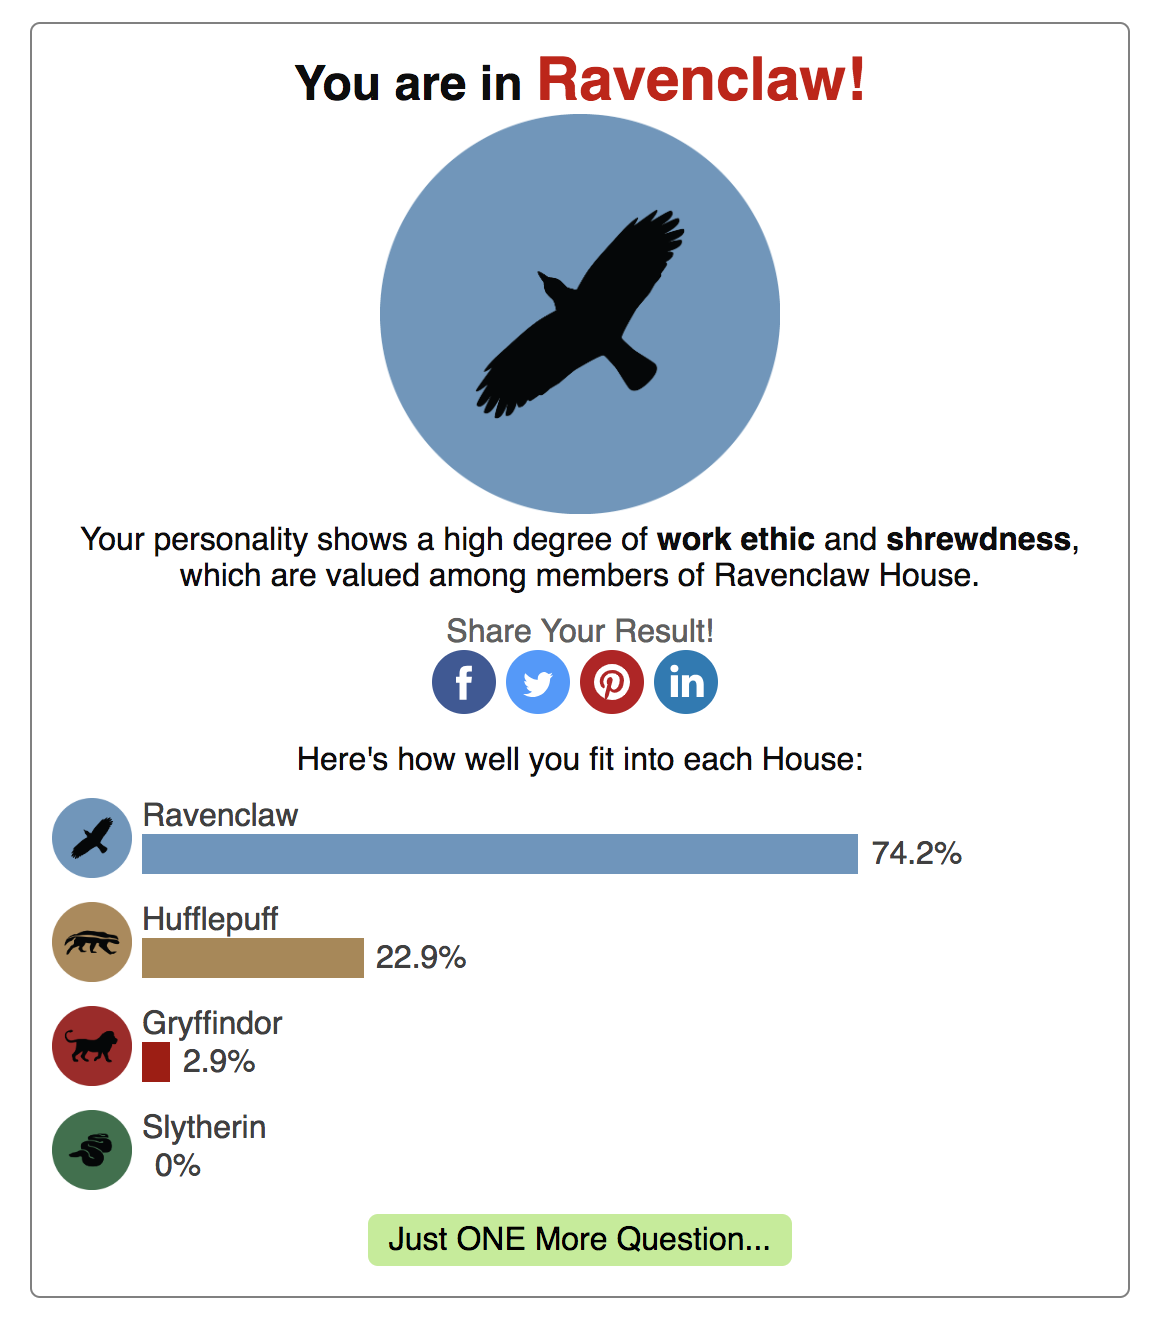 You are in Ravenclaw!
Your personality shows a high degree of work ethic and shrewdness,
which are valued among members of Ravenclaw House.
Share Your Result!
f
in
Here's how well you fit into each House:
Ravenclaw
74.2%
Hufflepuff
22.9%
Gryffindor
2.9%
Slytherin
0%
Just ONE More Question...